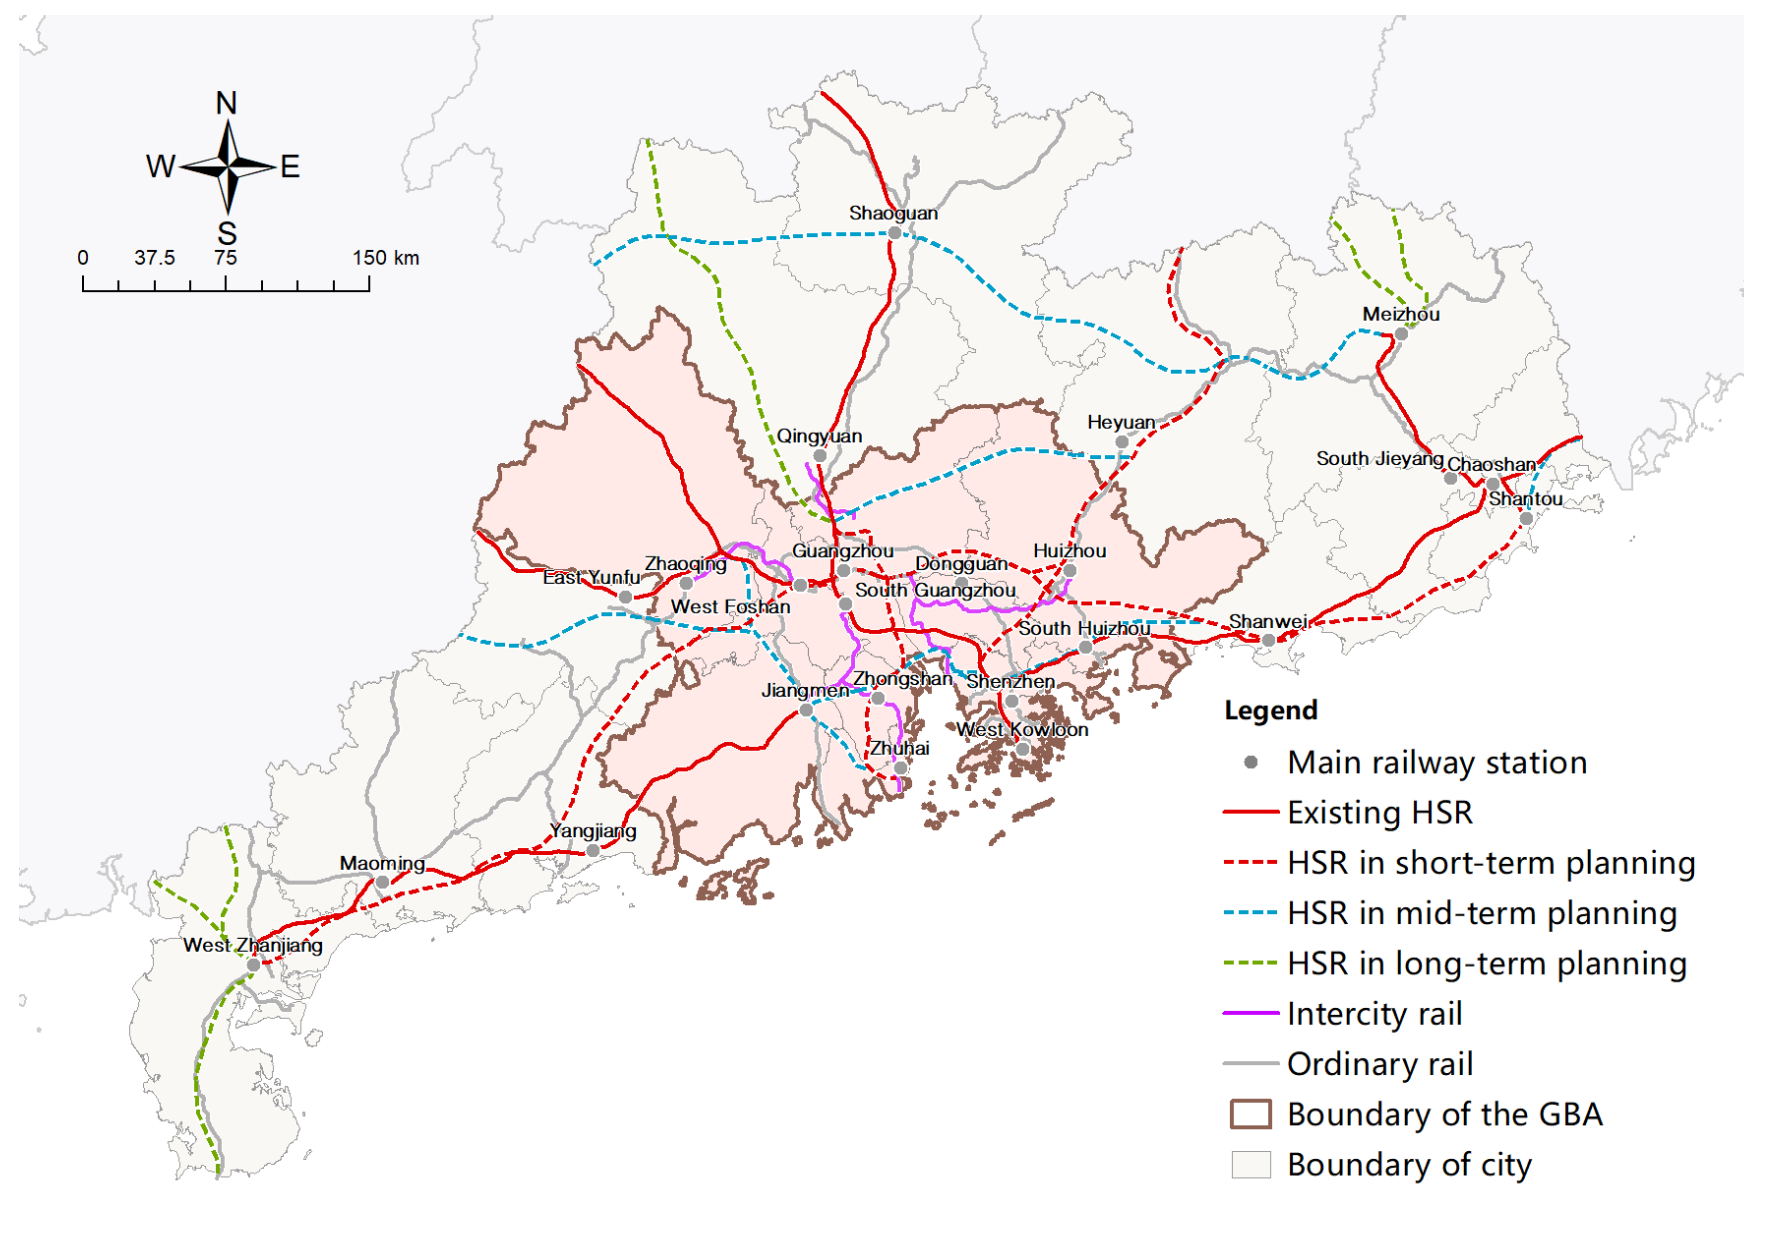 N
W E
S
0 37.5 75 150 km
Shaoguan
Meizhou
Heyuan
Qingyuan
South Jieyang
Chaoshan
Shantou
Guangzhou
Huizhou
Zhaoqing
Dongguan
East Yunfu
South Guangzhou
West Foshan
Shanwei
South Huizhou
Zhongshan
Shenzhen
Jiangmen
West Kowloon
Zhuhai
Yangjiang
Maoming
West Zhanjiang
Legend
Main railway station
Existing HSR
HSR in short-term planning
HSR in mid-term planning
HSR in long-term planning
Intercity rail
Ordinary rail
Boundary of the GBA
Boundary of city